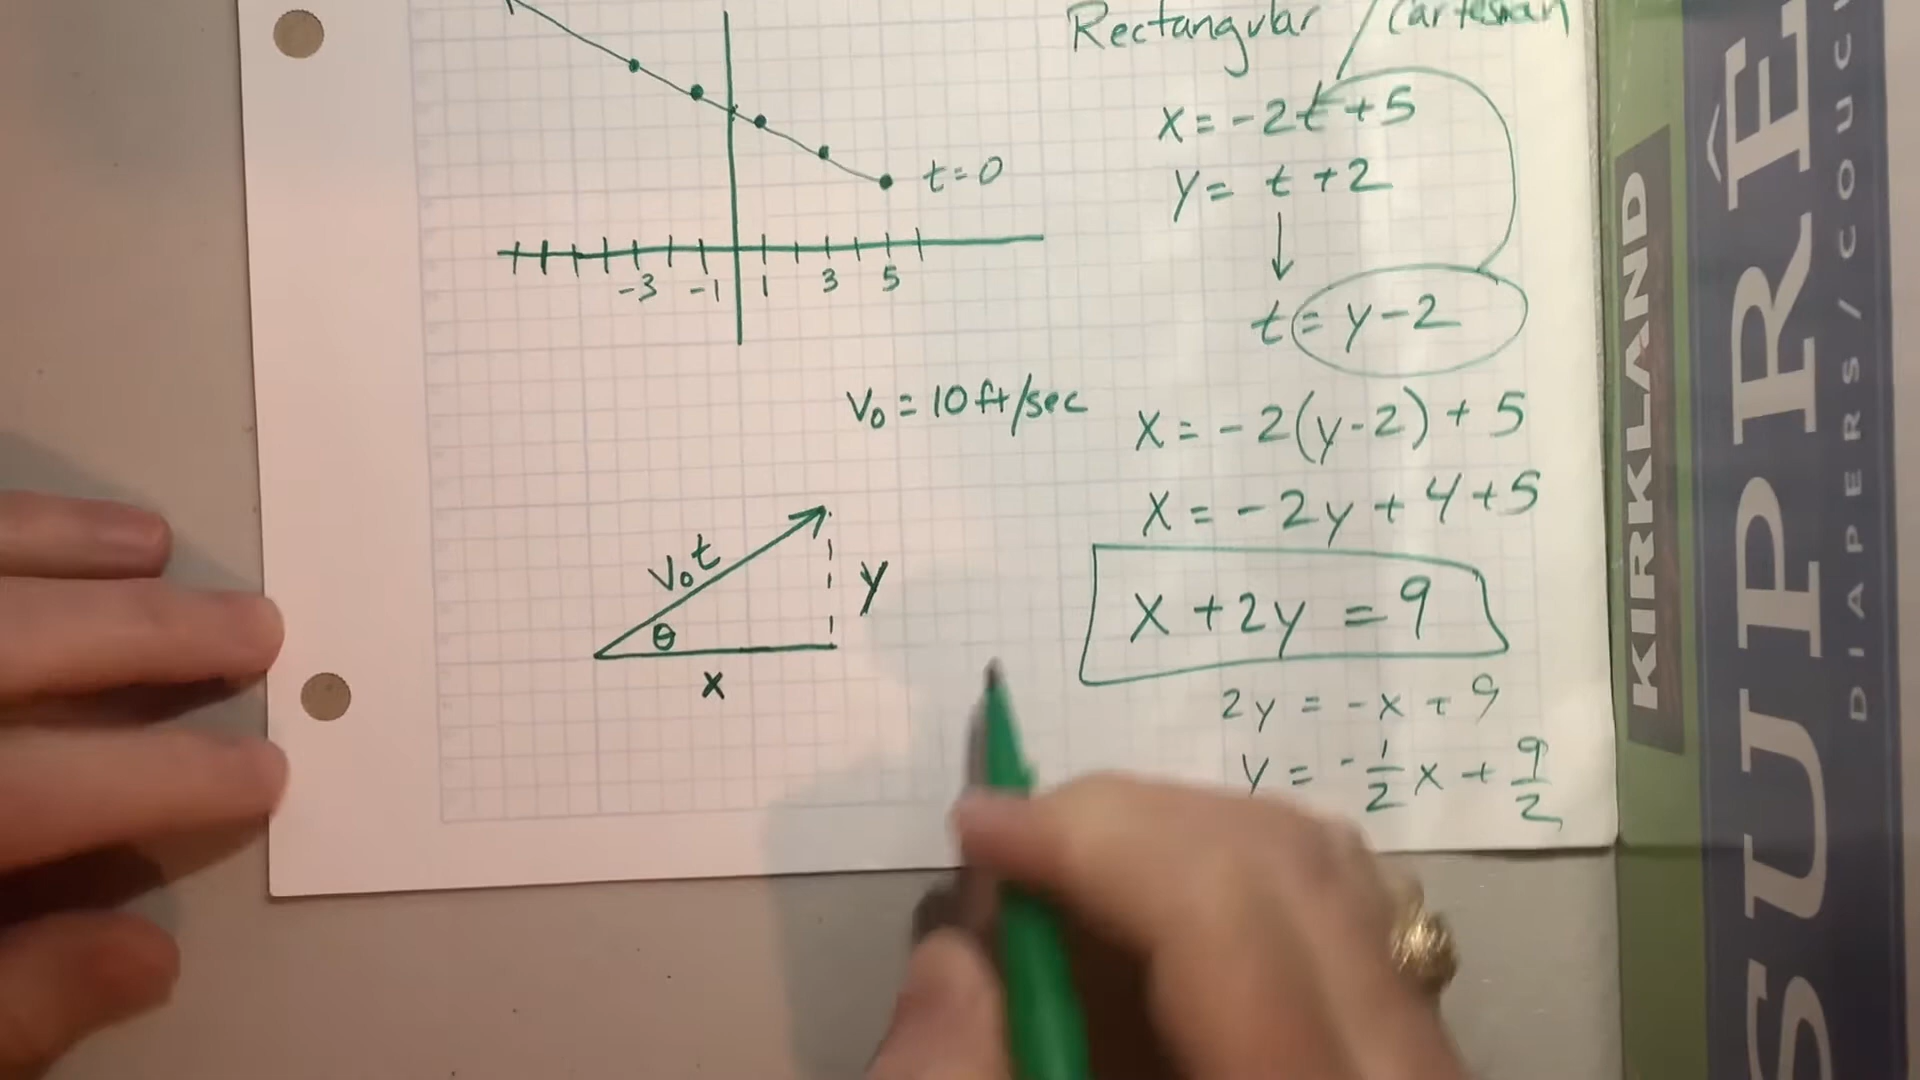 Rectangular / Cartesian
x = -2t + 5
y = t + 2
t = 0
-3 -1 1 3 5
t = y - 2
V₀ = 10 ft/sec
x = -2(y-2) + 5
x = -2y + 4 + 5
V₀t
y
θ
x
x + 2y = 9
2y = -x + 9
y = -1/2 x + 9/2
KIRKLAND
SUPRÊ
DIAPERS / COUC